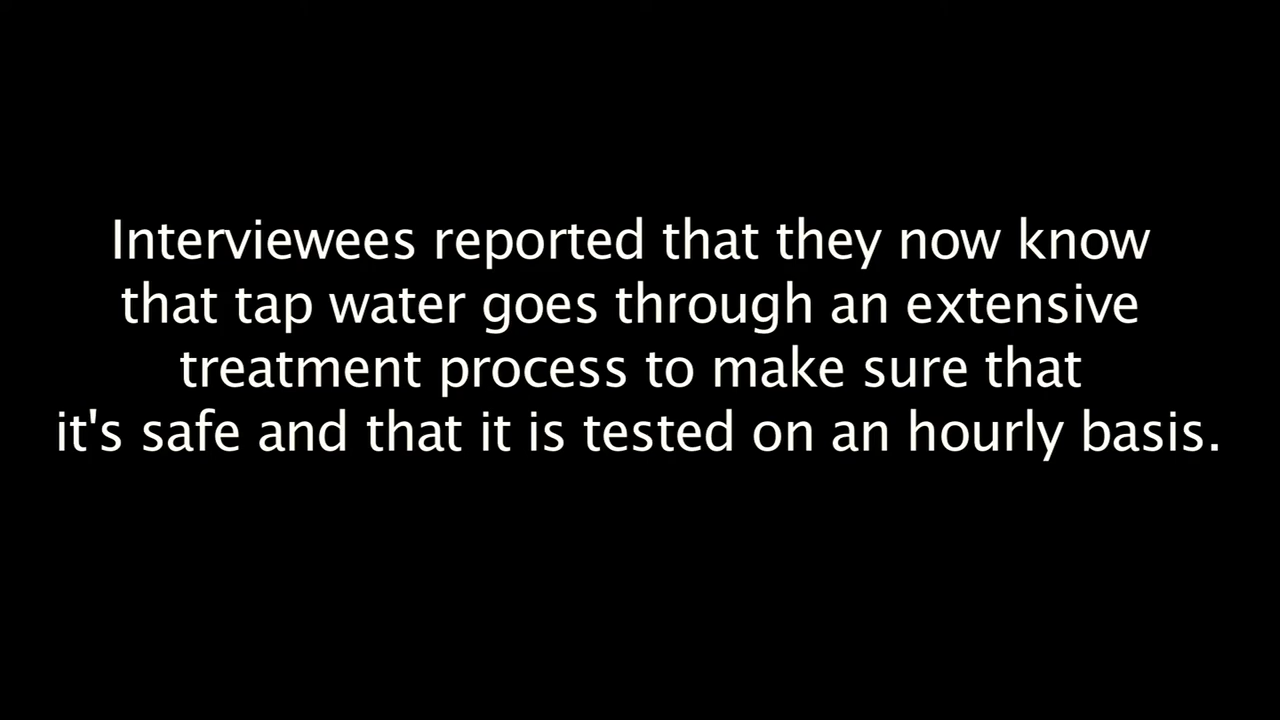 Interviewees reported that they now know
that tap water goes through an extensive
treatment process to make sure that
it's safe and that it is tested on an hourly basis.